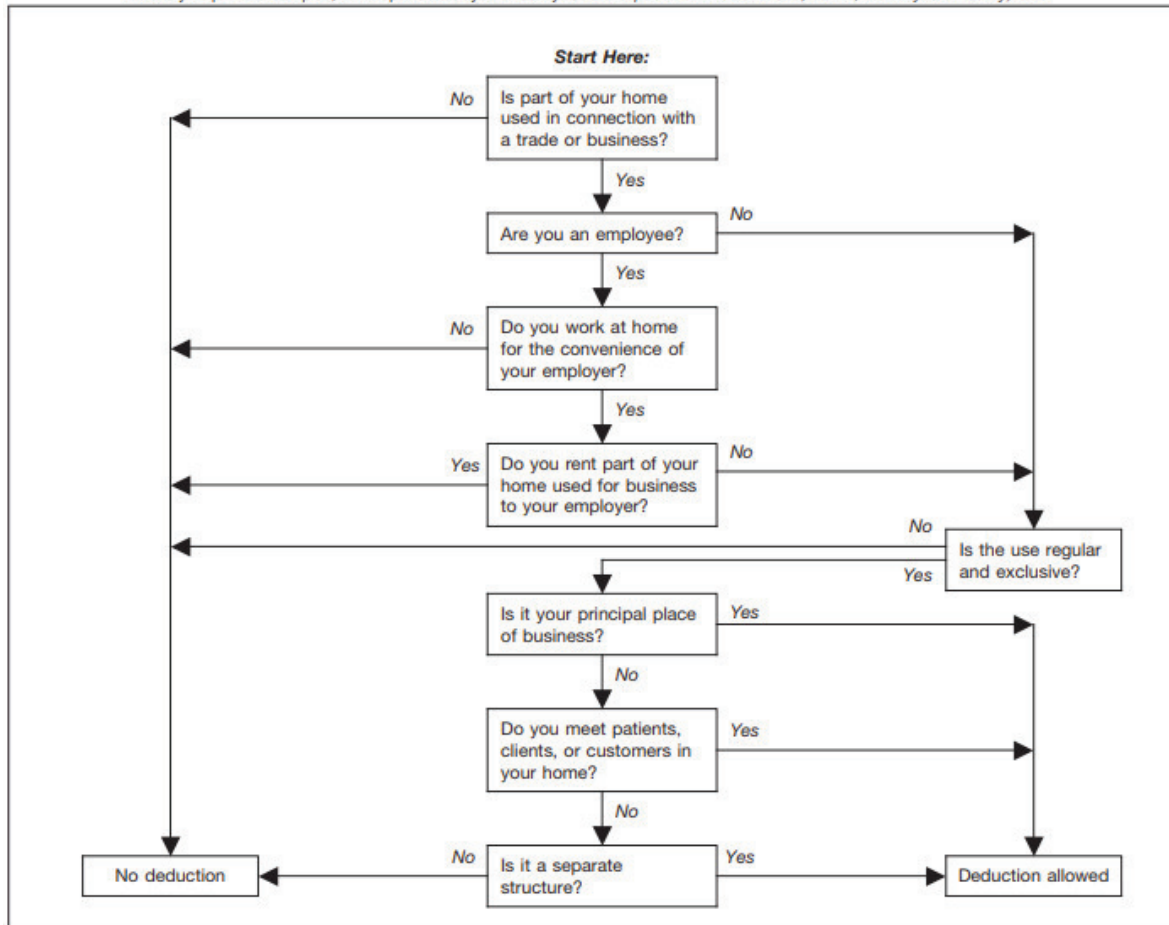 Start Here:
No
Is part of your home
used in connection with
a trade or business?
Yes
No
Are you an employee?
Yes
No
Do you work at home
for the convenience of
your employer?
Yes
Yes
Do you rent part of your
home used for business
to your employer?
No
No
Is the use regular
and exclusive?
Yes
Is it your principal place
of business?
Yes
No
Do you meet patients,
clients, or customers in
your home?
Yes
No
No
Is it a separate
structure?
Yes
No deduction
Deduction allowed